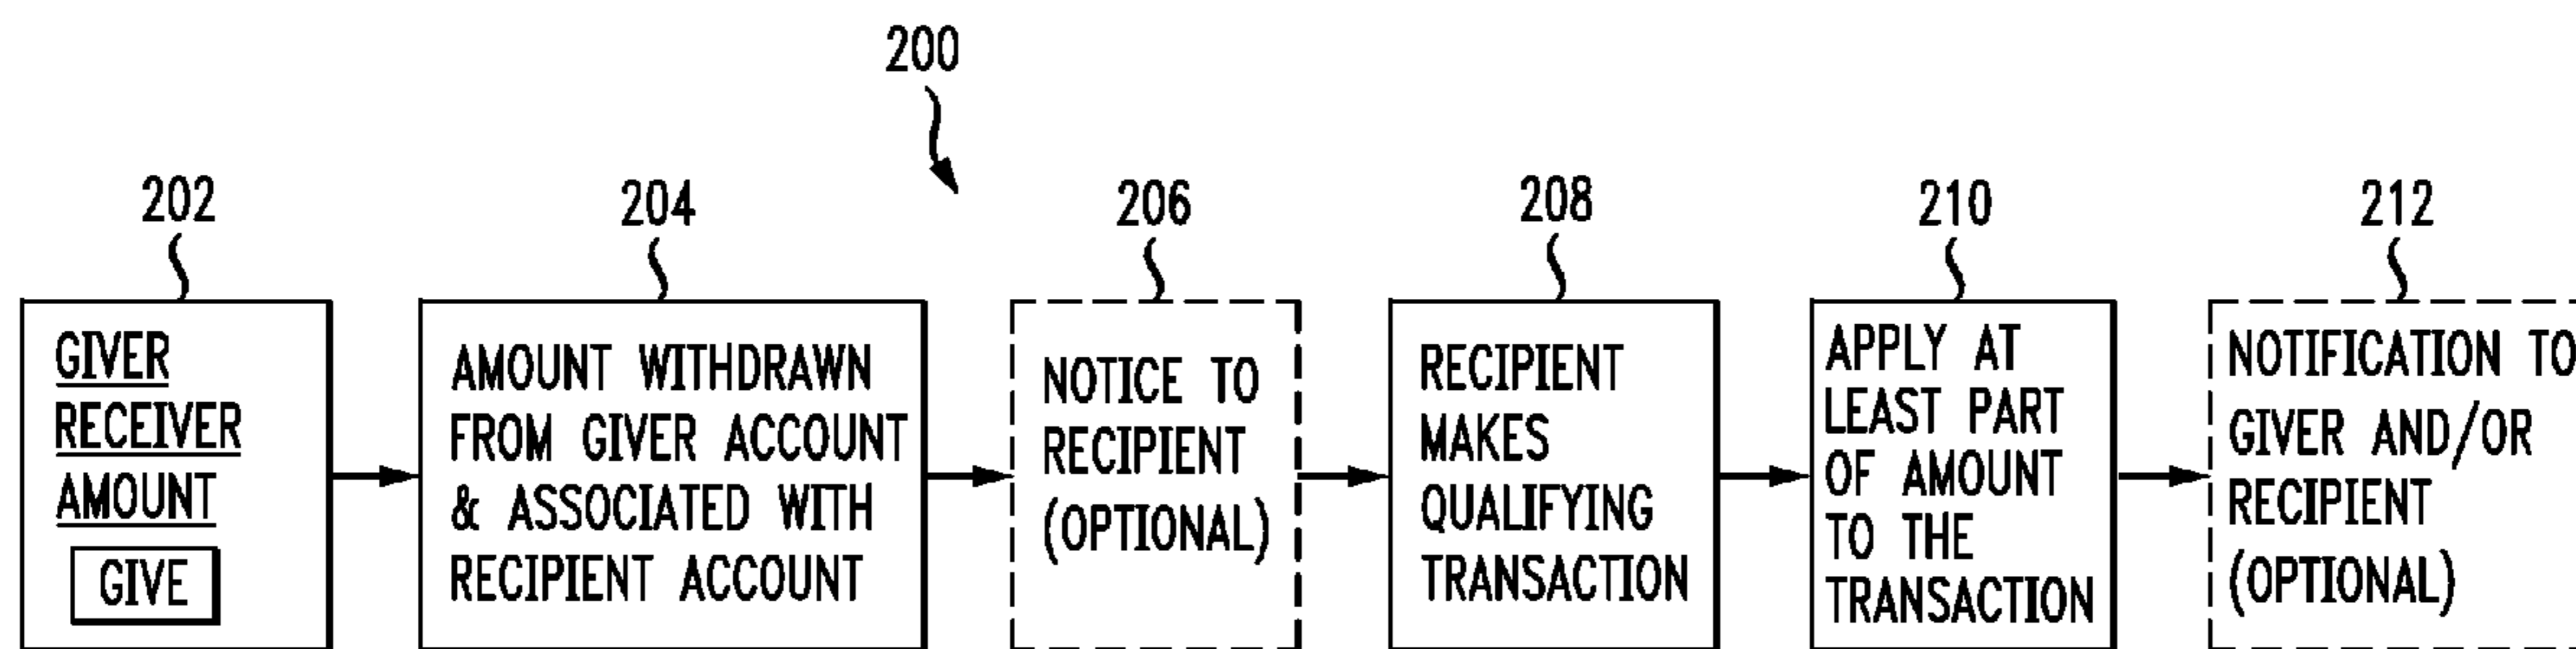 200
202
204
206
208
210
212
GIVER
RECEIVER
AMOUNT
GIVE
AMOUNT WITHDRAWN
FROM GIVER ACCOUNT
& ASSOCIATED WITH
RECIPIENT ACCOUNT
NOTICE TO
RECIPIENT
(OPTIONAL)
RECIPIENT
MAKES
QUALIFYING
TRANSACTION
APPLY AT
LEAST PART
OF AMOUNT
TO THE
TRANSACTION
NOTIFICATION TO
GIVER AND/OR
RECIPIENT
(OPTIONAL)